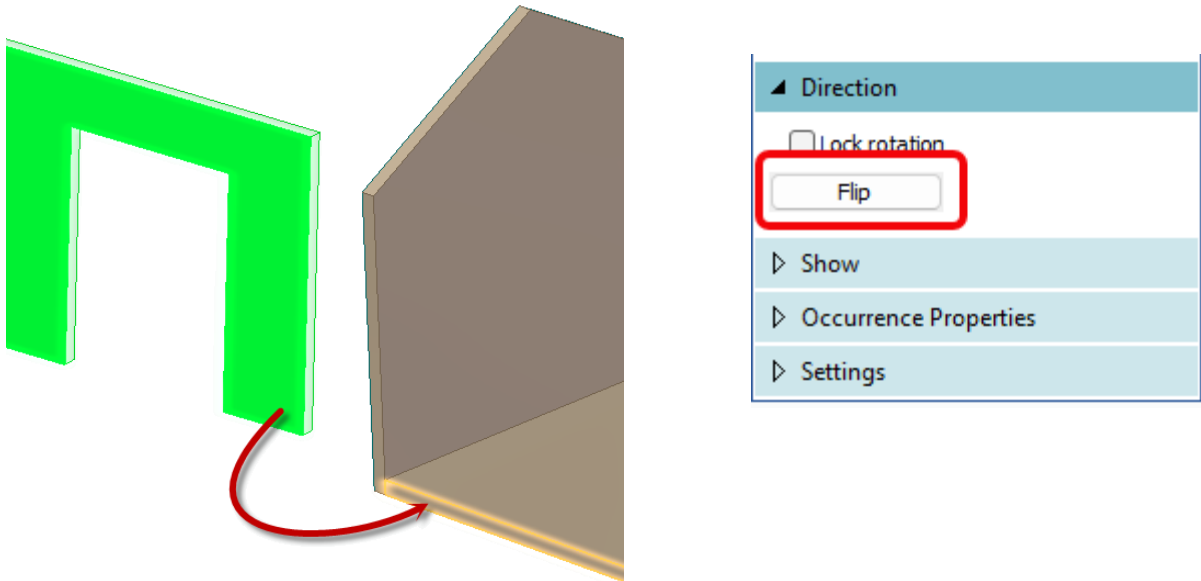 Direction
Lock rotation
Flip
Show
Occurrence Properties
Settings